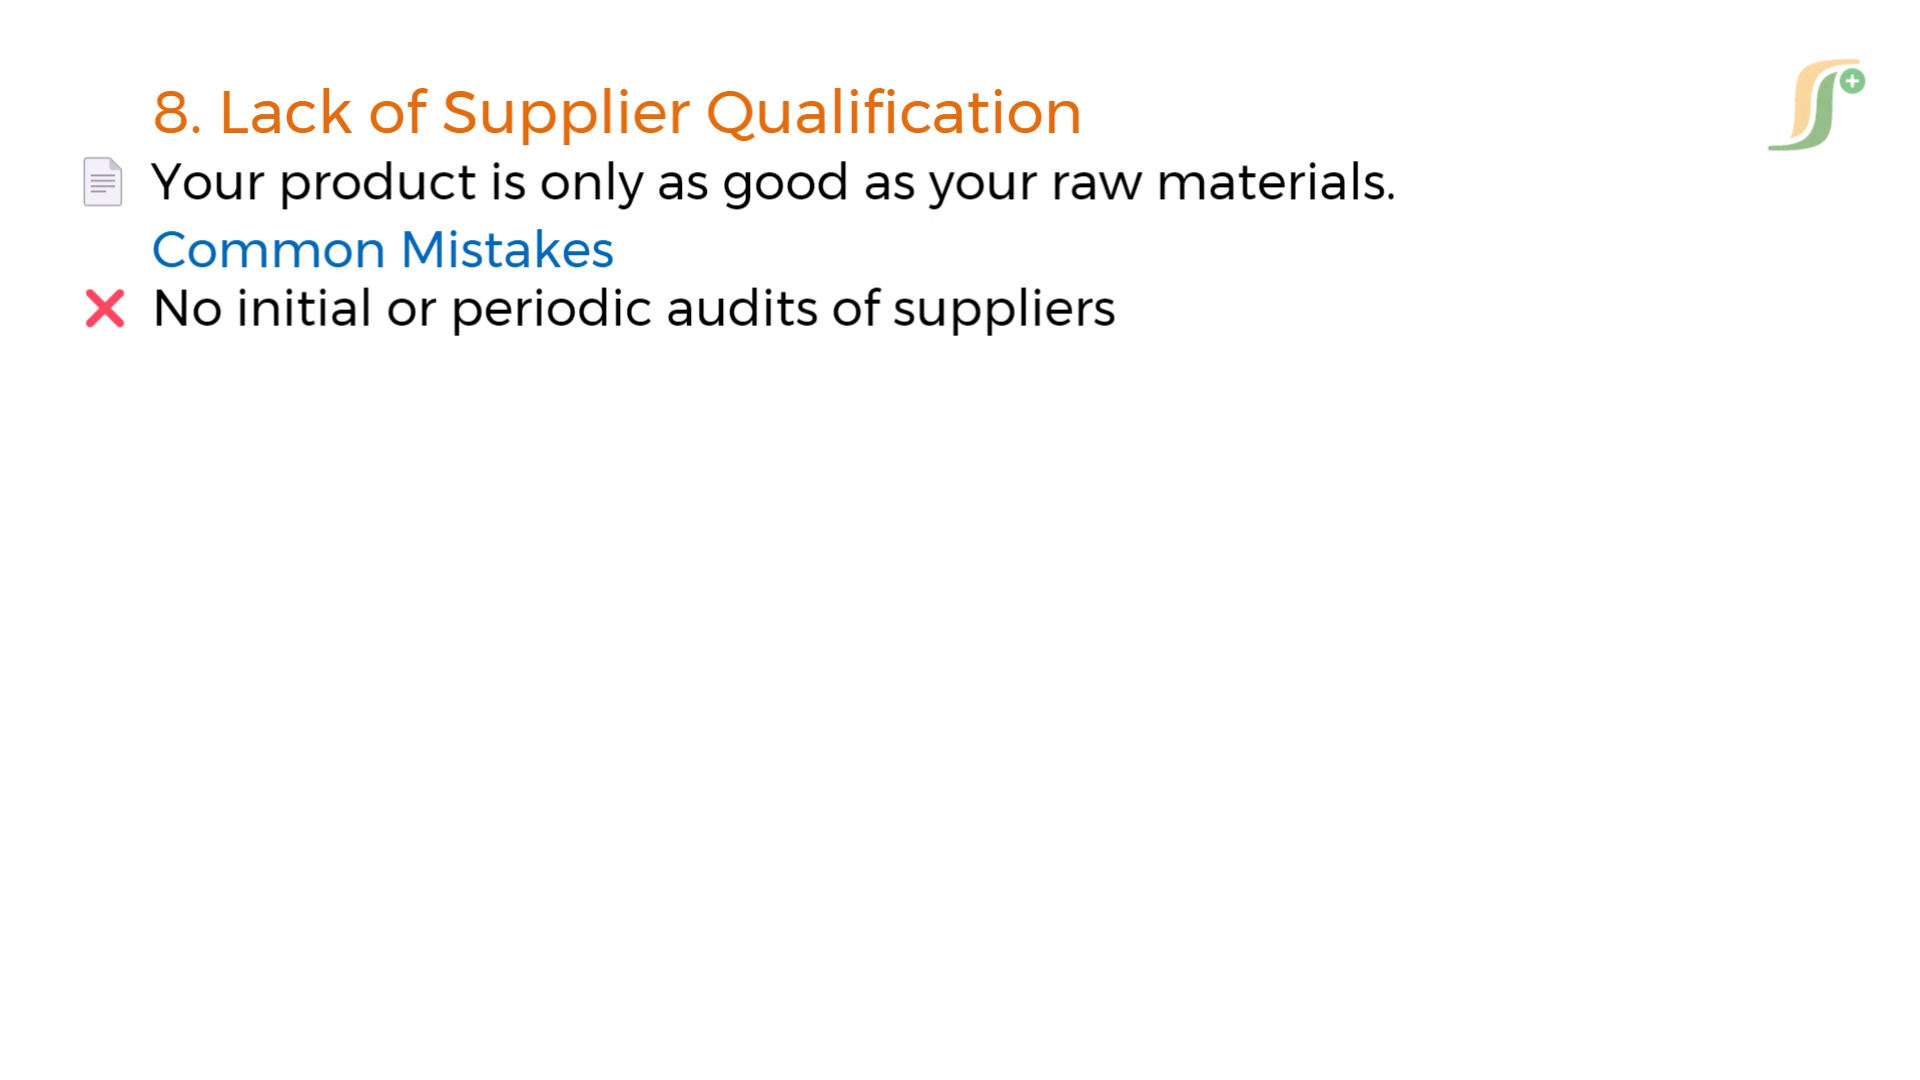 8. Lack of Supplier Qualification
Your product is only as good as your raw materials.
Common Mistakes
No initial or periodic audits of suppliers